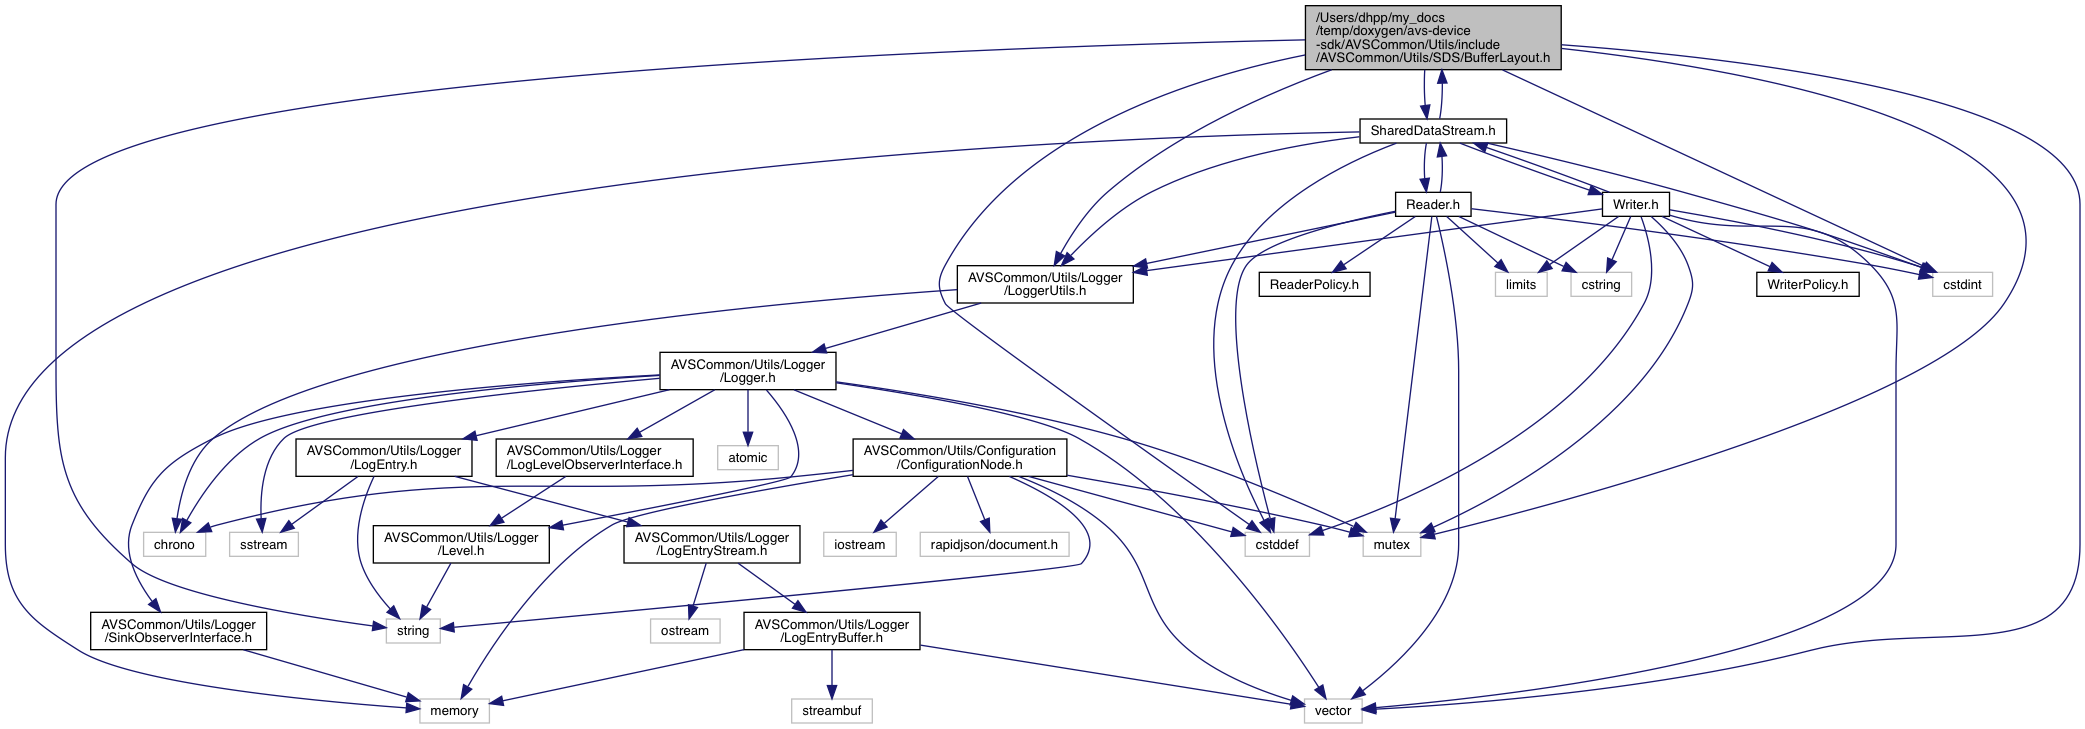 /Users/dhpp/my_docs
/temp/doxygen/avs-device
-sdk/AVSCommon/Utils/include
/AVSCommon/Utils/SDS/BufferLayout.h
SharedDataStream.h
Reader.h
Writer.h
AVSCommon/Utils/Logger
/LoggerUtils.h
ReaderPolicy.h
limits
cstring
WriterPolicy.h
cstdint
AVSCommon/Utils/Logger
/Logger.h
AVSCommon/Utils/Logger
/LogEntry.h
AVSCommon/Utils/Logger
/LogLevelObserverInterface.h
atomic
AVSCommon/Utils/Configuration
/ConfigurationNode.h
chrono
sstream
AVSCommon/Utils/Logger
/Level.h
AVSCommon/Utils/Logger
/LogEntryStream.h
iostream
rapidjson/document.h
cstddef
mutex
AVSCommon/Utils/Logger
/SinkObserverInterface.h
string
ostream
AVSCommon/Utils/Logger
/LogEntryBuffer.h
memory
streambuf
vector